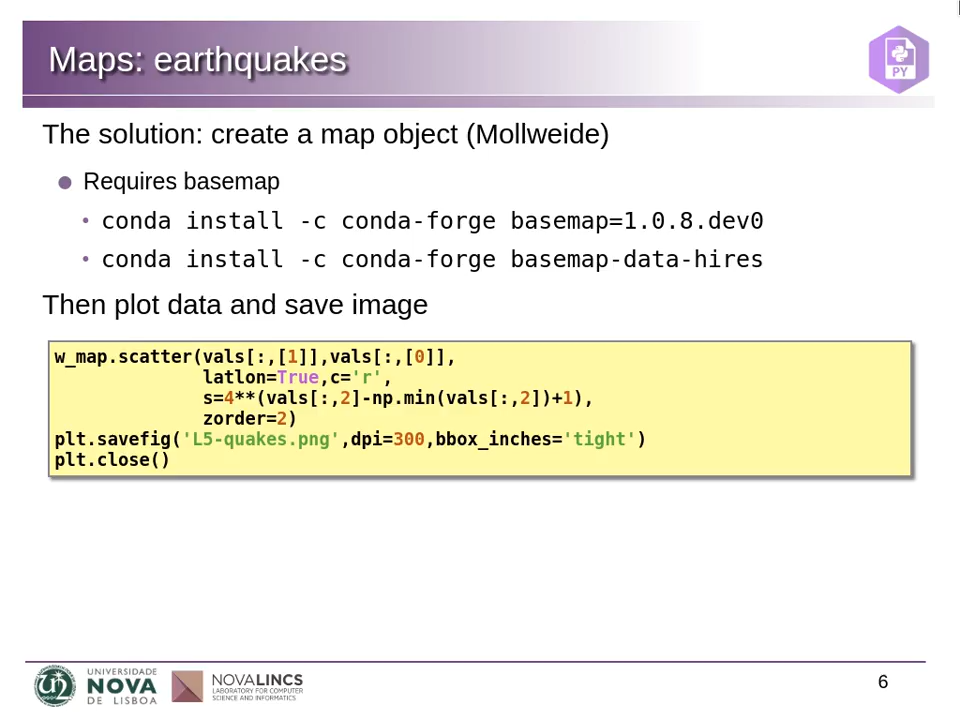 Maps: earthquakes
PY
The solution: create a map object (Mollweide)
Requires basemap
conda install -c conda-forge basemap=1.0.8.dev0
conda install -c conda-forge basemap-data-hires
Then plot data and save image
w_map.scatter(vals[:,[1]],vals[:,[0]],
              latlon=True,c='r',
              s=4**(vals[:,2]-np.min(vals[:,2])+1),
              zorder=2)
plt.savefig('L5-quakes.png',dpi=300,bbox_inches='tight')
plt.close()
UNIVERSIDADE
NOVA
DE LISBOA
NOVALINCS
LABORATORY FOR COMPUTER
SCIENCE AND INFORMATICS
6